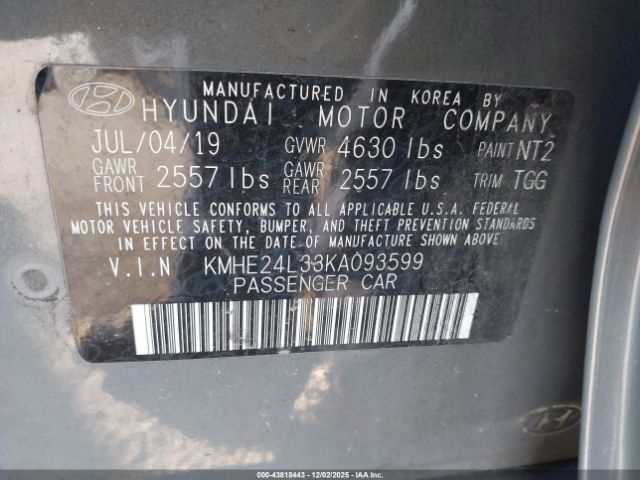 MANUFACTURED IN KOREA BY
HYUNDAI MOTOR COMPANY
JUL/04/19 GVWR 4630 lbs PAINT NT2
GAWR FRONT 2557 lbs GAWR REAR 2557 lbs TRIM TGG
THIS VEHICLE CONFORMS TO ALL APPLICABLE U.S.A. FEDERAL
MOTOR VEHICLE SAFETY, BUMPER, AND THEFT PREVENTION STANDARDS
IN EFFECT ON THE DATE OF MANUFACTURE SHOWN ABOVE.
V.I.N KMHE24L33KA093599
PASSENGER CAR
000-43818443 | 12/02/2025 | COPART.COM